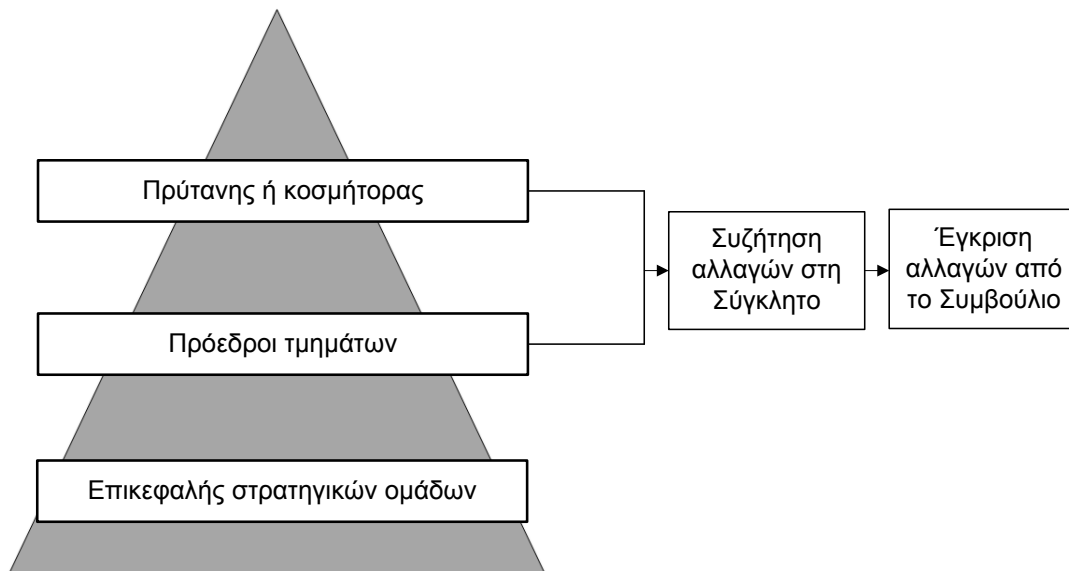 Πρύτανης ή κοσμήτορας
Πρόεδροι τμημάτων
Επικεφαλής στρατηγικών ομάδων
Συζήτηση
αλλαγών στη
Σύγκλητο
Έγκριση
αλλαγών από
το Συμβούλιο